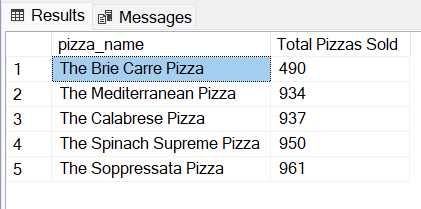 Results Messages
pizza_name Total Pizzas Sold
1 The Brie Carre Pizza 490
2 The Mediterranean Pizza 934
3 The Calabrese Pizza 937
4 The Spinach Supreme Pizza 950
5 The Soppressata Pizza 961